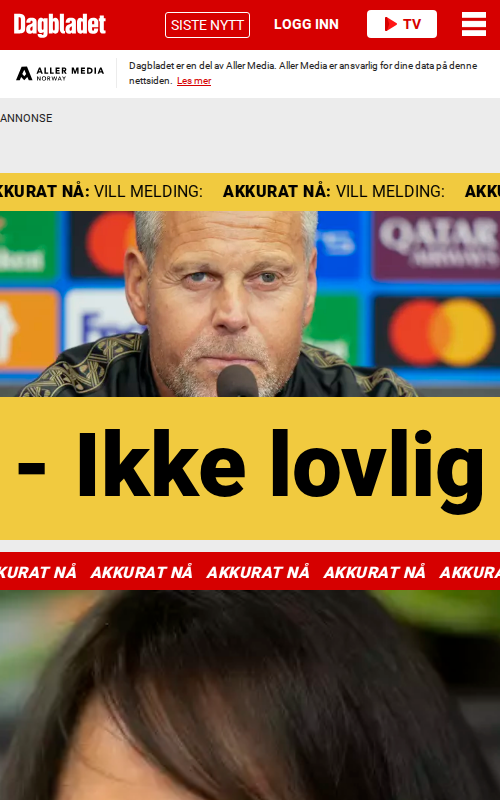 Dagbladet
SISTE NYTT
LOGG INN
TV
ALLER MEDIA
NORWAY
Dagbladet er en del av Aller Media. Aller Media er ansvarlig for dine data på denne
nettsiden. Les mer
ANNONSE
KKURAT NÅ: VILL MELDING: AKKURAT NÅ: VILL MELDING: AKKU
QATAR
AIRWAYS
- Ikke lovlig
KURAT NÅ AKKURAT NÅ AKKURAT NÅ AKKURAT NÅ AKKURA